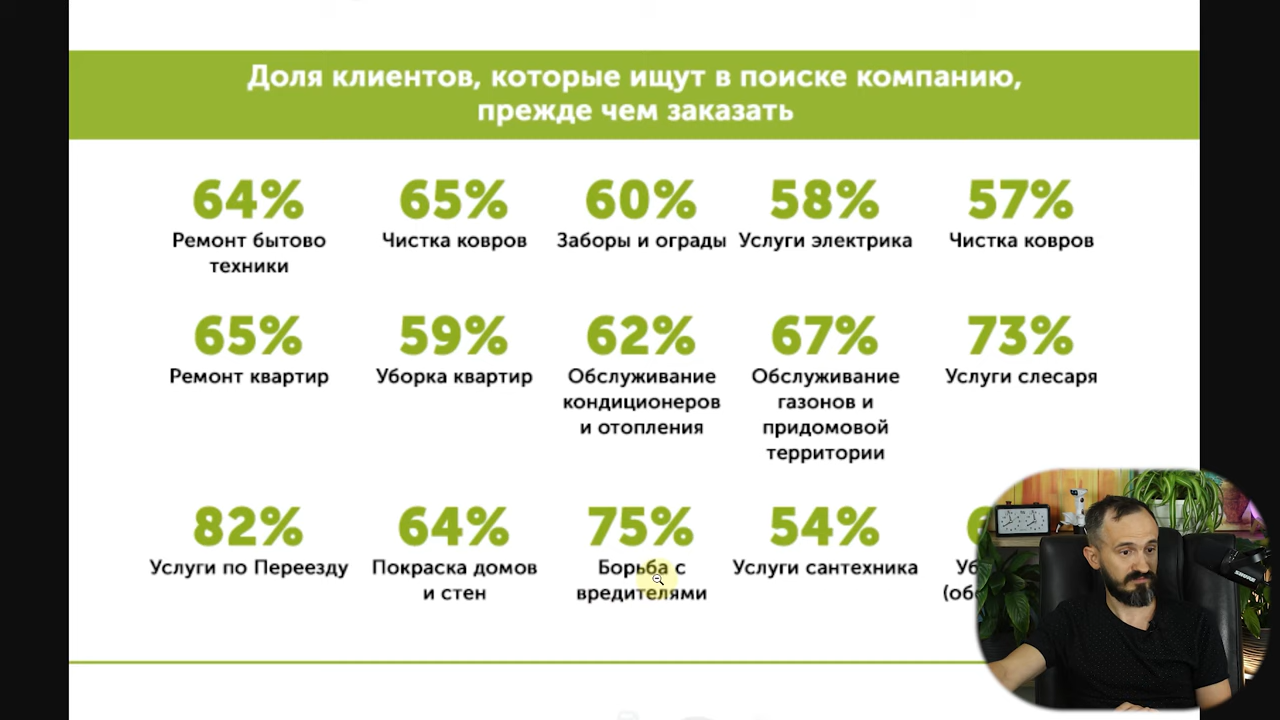 Доля клиентов, которые ищут в поиске компанию,
прежде чем заказать
64%
Ремонт бытово
техники
65%
Чистка ковров
60%
Заборы и ограды
58%
Услуги электрика
57%
Чистка ковров
65%
Ремонт квартир
59%
Уборка квартир
62%
Обслуживание
кондиционеров
и отопления
67%
Обслуживание
газонов и
придомовой
территории
73%
Услуги слесаря
82%
Услуги по Переезду
64%
Покраска домов
и стен
75%
Борьба с
вредителями
54%
Услуги сантехника
SHURE